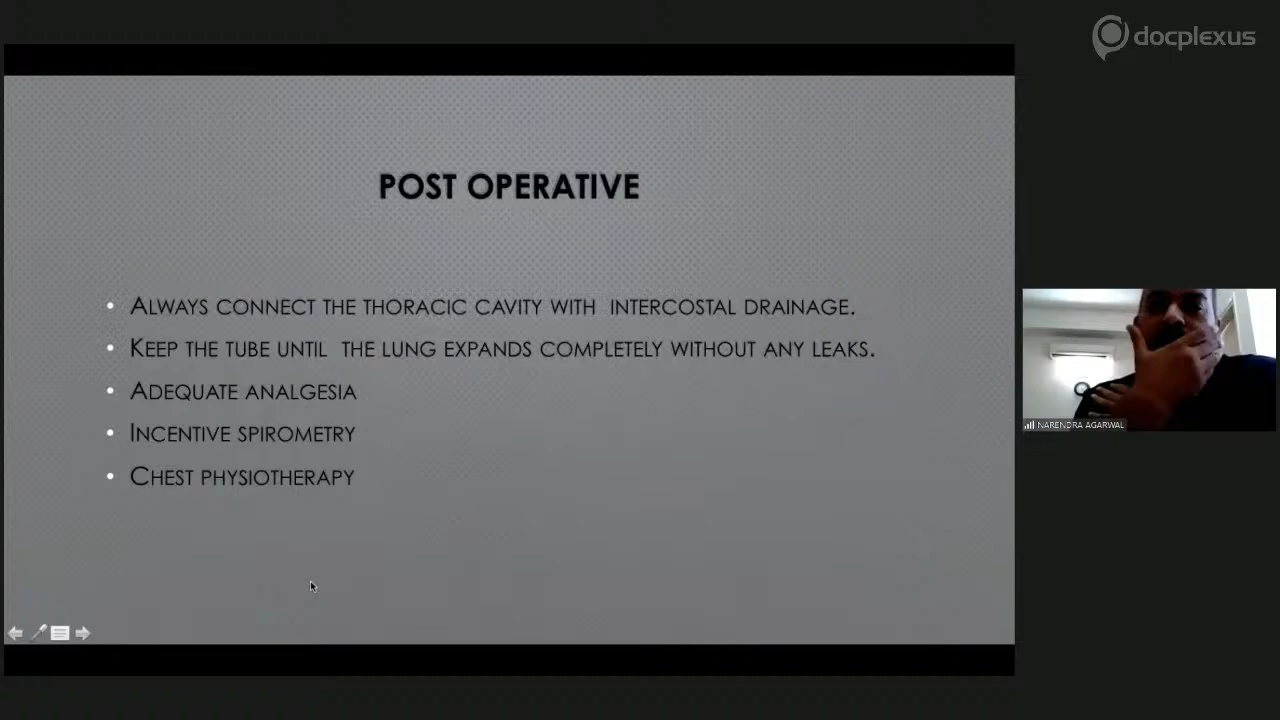 docplexus
POST OPERATIVE
• ALWAYS CONNECT THE THORACIC CAVITY WITH INTERCOSTAL DRAINAGE.
• KEEP THE TUBE UNTIL THE LUNG EXPANDS COMPLETELY WITHOUT ANY LEAKS.
• ADEQUATE ANALGESIA
• INCENTIVE SPIROMETRY
• CHEST PHYSIOTHERAPY
NARENDRA AGARWAL